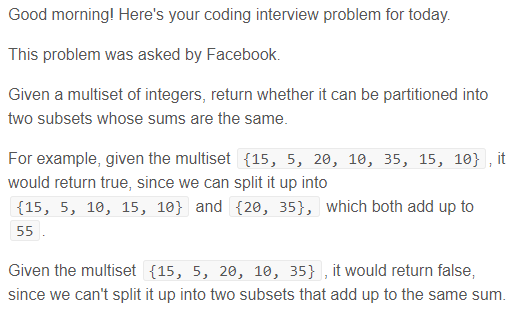 Good morning! Here's your coding interview problem for today.
This problem was asked by Facebook.
Given a multiset of integers, return whether it can be partitioned into
two subsets whose sums are the same.
For example, given the multiset {15, 5, 20, 10, 35, 15, 10} , it
would return true, since we can split it up into
{15, 5, 10, 15, 10} and {20, 35}, which both add up to
55 .
Given the multiset {15, 5, 20, 10, 35} , it would return false,
since we can't split it up into two subsets that add up to the same sum.